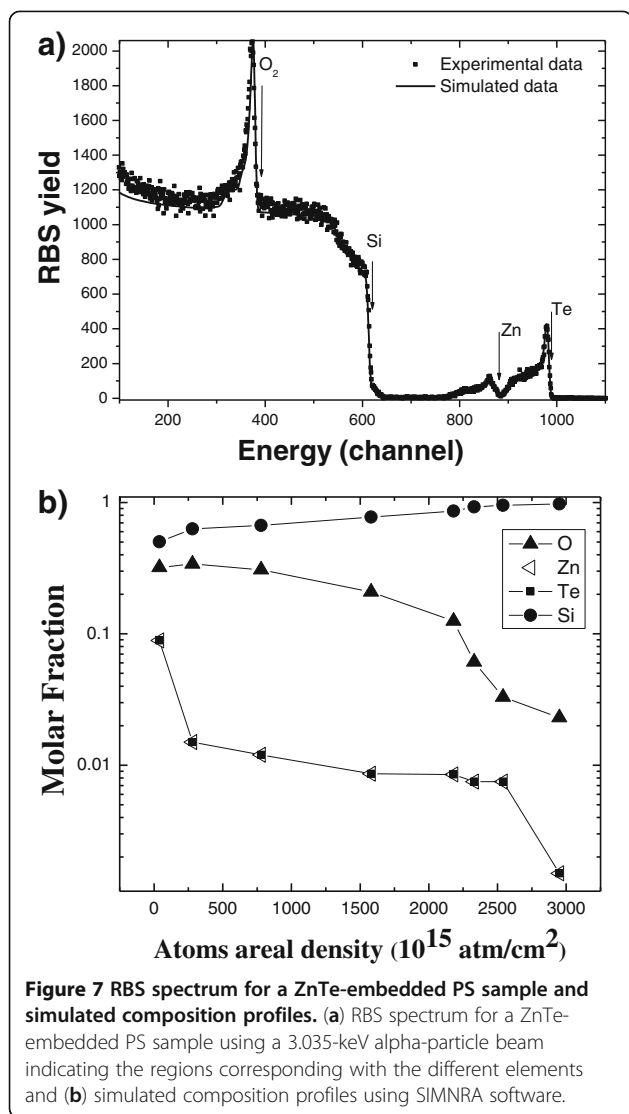 a)
2000
1800
1600
1400
1200
1000
800
600
400
200
0
RBS yield
O2
Experimental data
Simulated data
Si
Zn
Te
200 400 600 800 1000
Energy (channel)
b)
1
0.1
0.01
Molar Fraction
O
Zn
Te
Si
0 500 1000 1500 2000 2500 3000
Atoms areal density (10^15 atm/cm^2)
Figure 7 RBS spectrum for a ZnTe-embedded PS sample and
simulated composition profiles. (a) RBS spectrum for a ZnTe-
embedded PS sample using a 3.035-keV alpha-particle beam
indicating the regions corresponding with the different elements
and (b) simulated composition profiles using SIMNRA software.